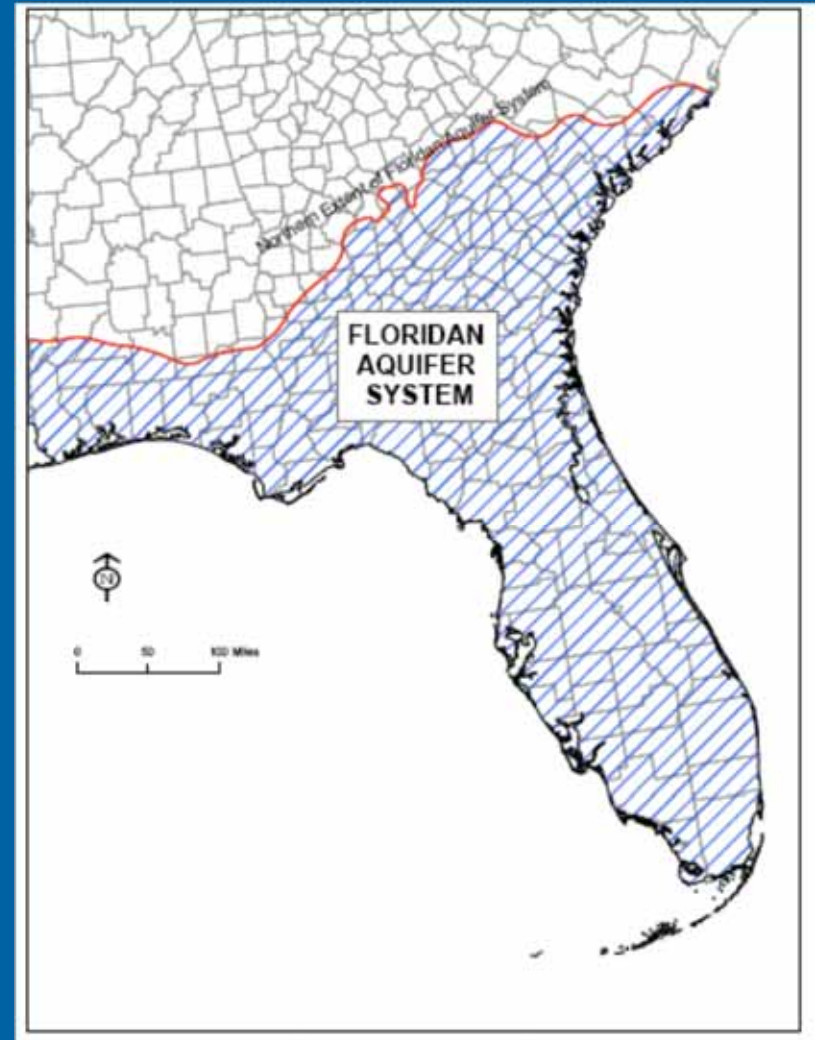 Northern Extent of Floridan Aquifer System
FLORIDAN
AQUIFER
SYSTEM
N
0 50 100 Miles